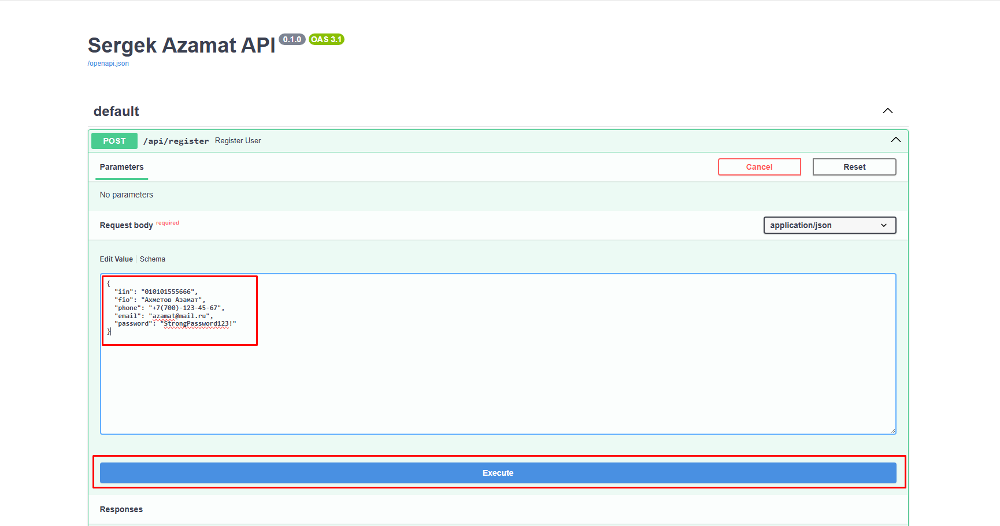 Sergek Azamat API 0.1.0 OAS 3.1
/openapi.json
default
POST /api/register Register User
Parameters
Cancel
Reset
No parameters
Request body required
application/json
Edit Value | Schema
{
  "iin": "010101555666",
  "fio": "Ахметов Азамат",
  "phone": "+7(700)-123-45-67",
  "email": "azamat@mail.ru",
  "password": "StrongPassword123!"
}
Execute
Responses